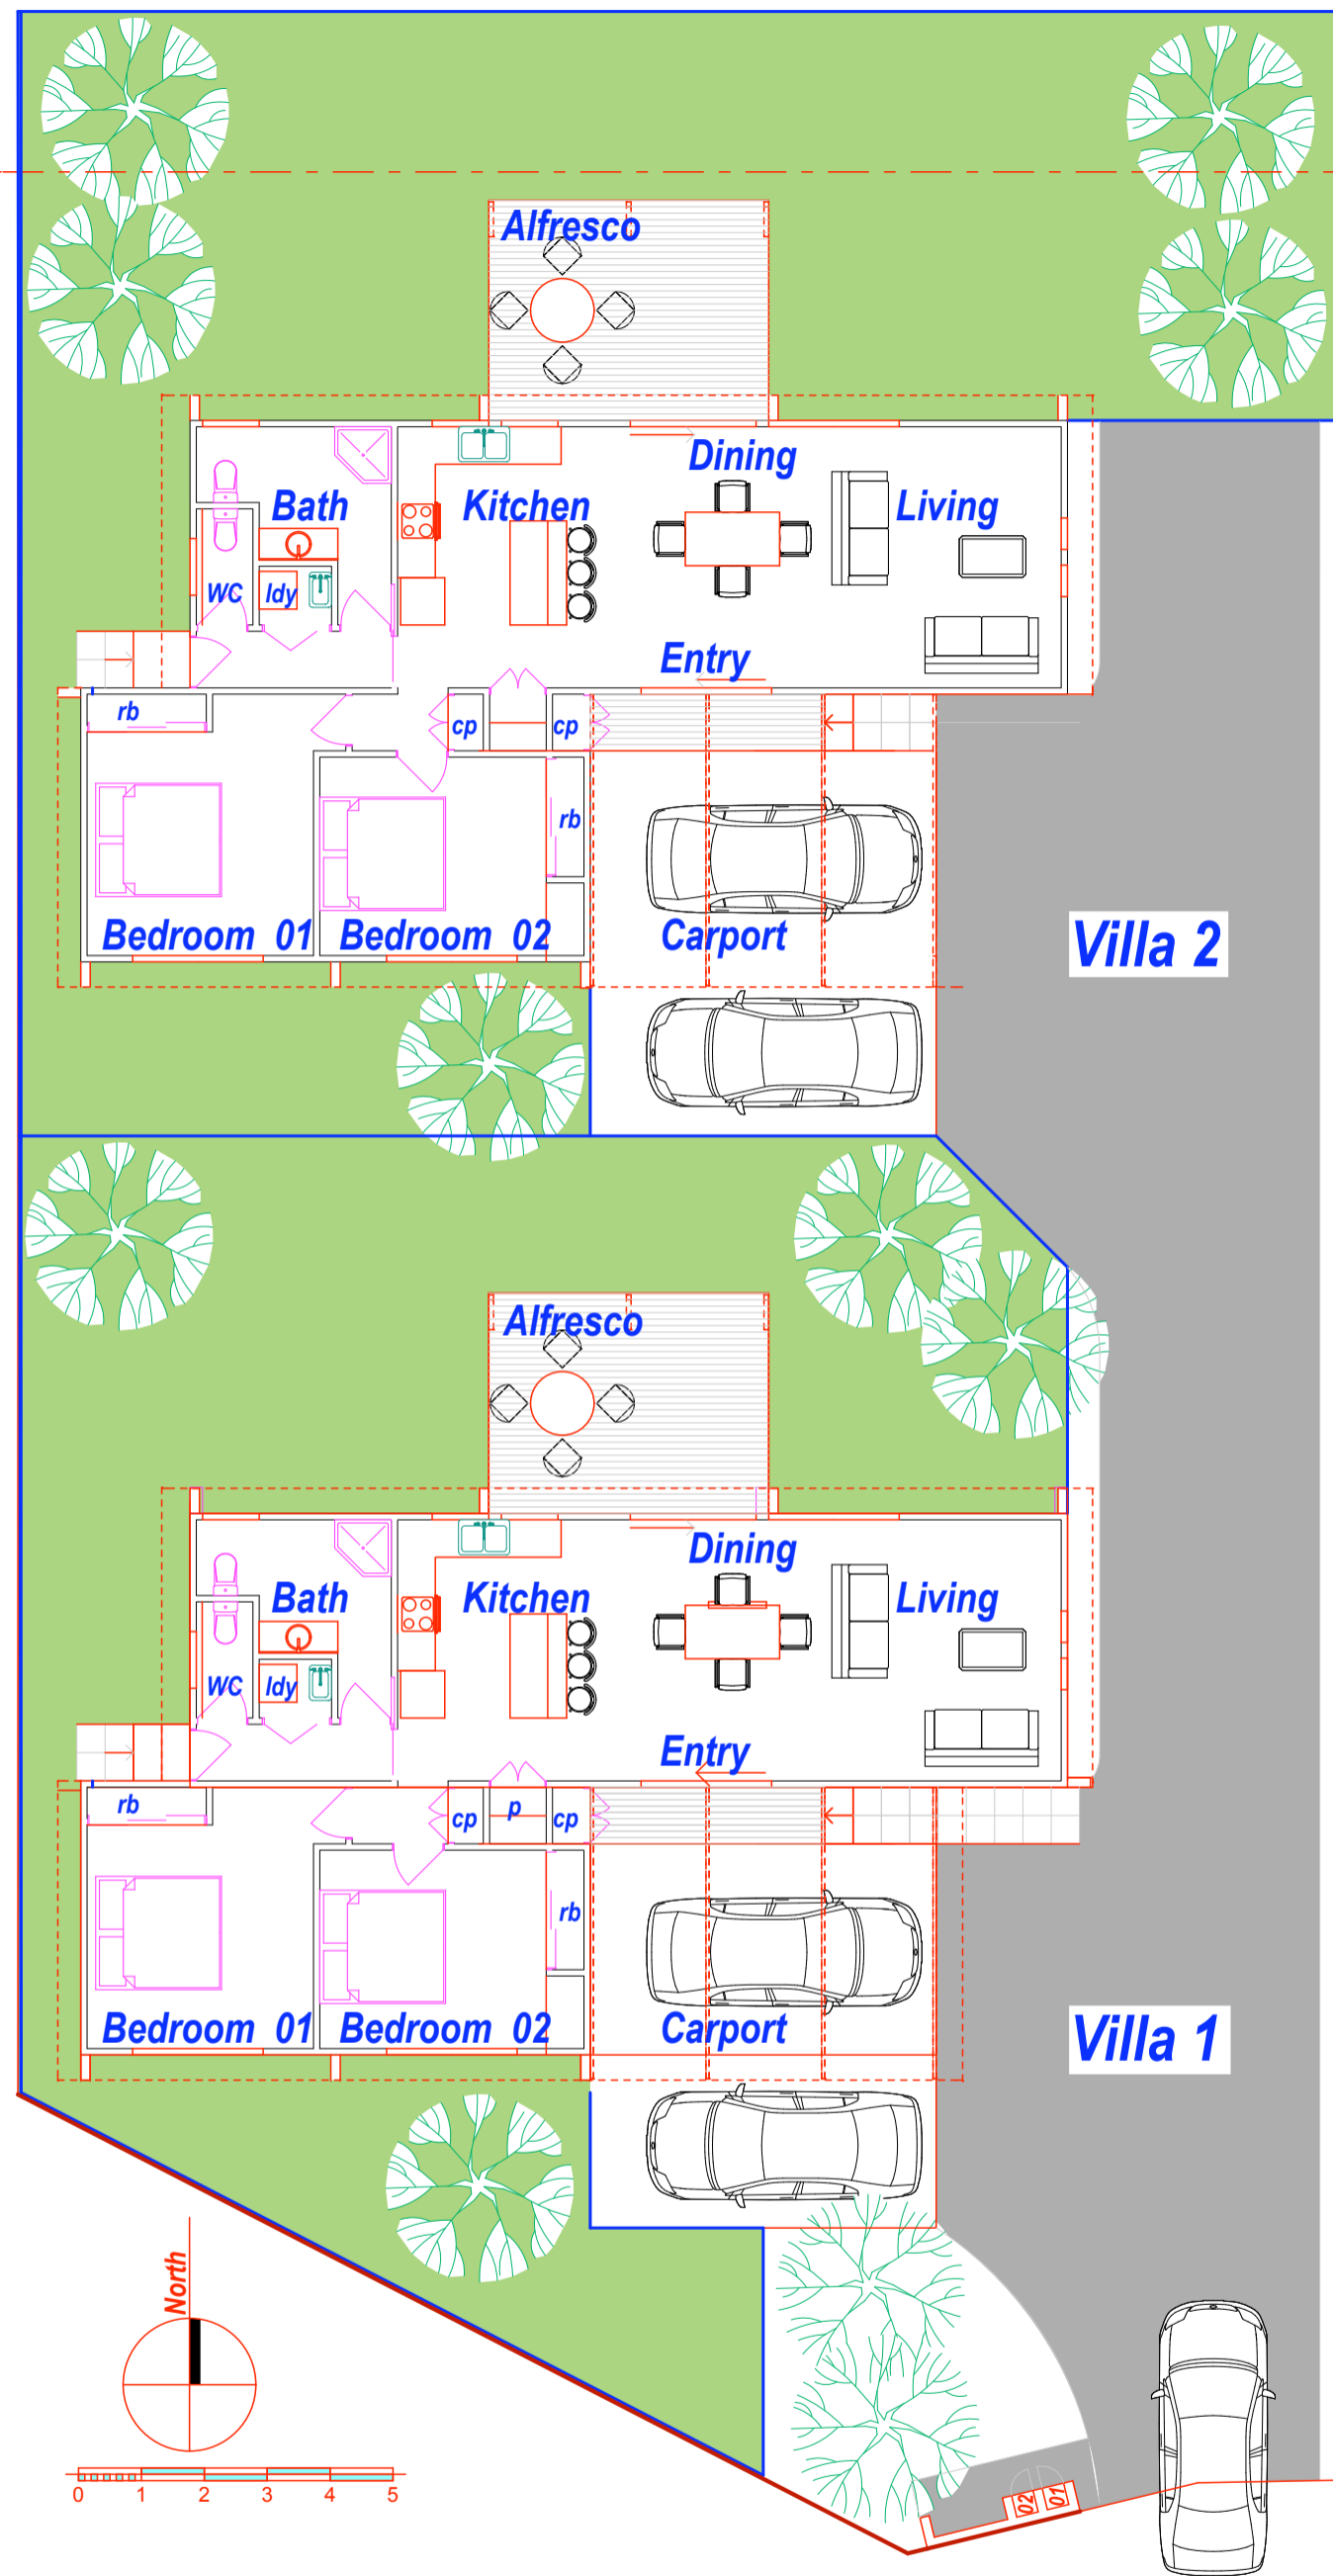 Alfresco
Dining
Bath
Kitchen
Living
WC
ldy
Entry
rb
cp
cp
rb
Bedroom 01
Bedroom 02
Carport
Villa 2
Alfresco
Dining
Bath
Kitchen
Living
WC
ldy
Entry
rb
cp
p
cp
rb
Bedroom 01
Bedroom 02
Carport
Villa 1
North
0 1 2 3 4 5
02 01